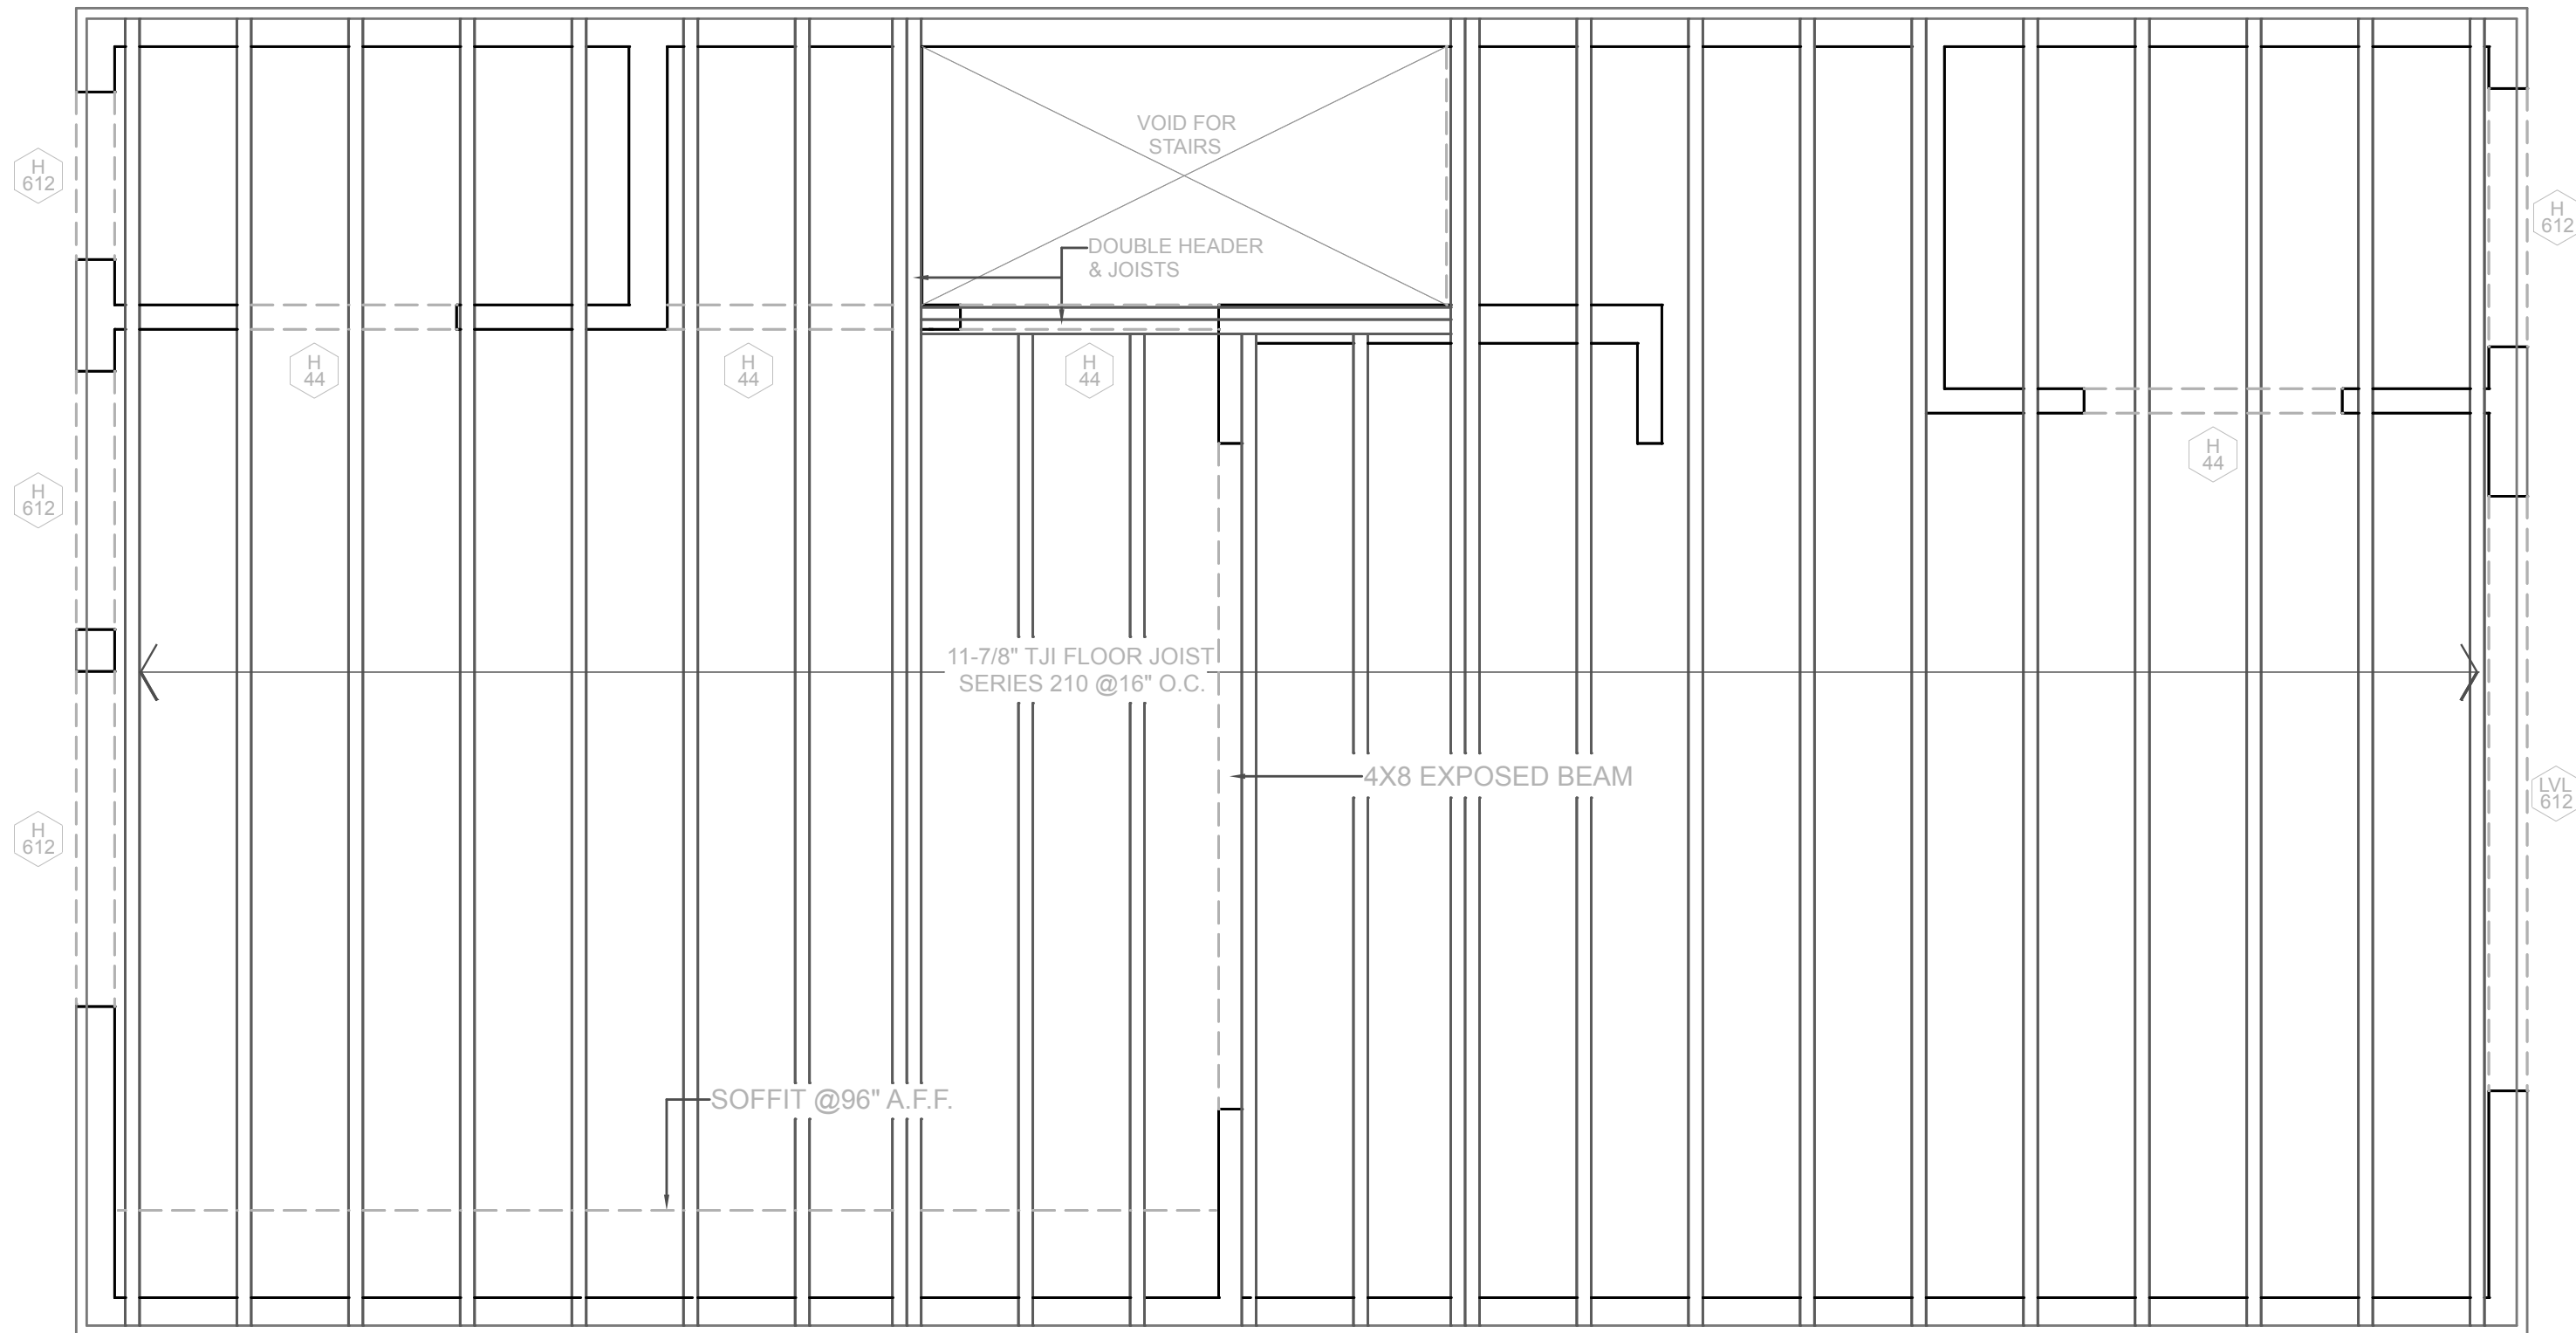 VOID FOR
STAIRS
H
612
H
612
DOUBLE HEADER
& JOISTS
H
44
H
44
H
44
H
44
H
612
11-7/8" TJI FLOOR JOIST
SERIES 210 @16" O.C.
4X8 EXPOSED BEAM
LVL
612
H
612
SOFFIT @96" A.F.F.